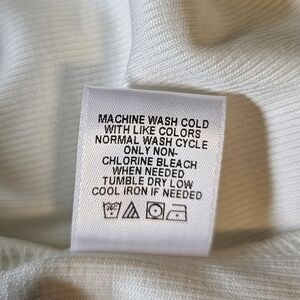 MACHINE WASH COLD
WITH LIKE COLORS
NORMAL WASH CYCLE
ONLY NON-
CHLORINE BLEACH
WHEN NEEDED
TUMBLE DRY LOW
COOL IRON IF NEEDED